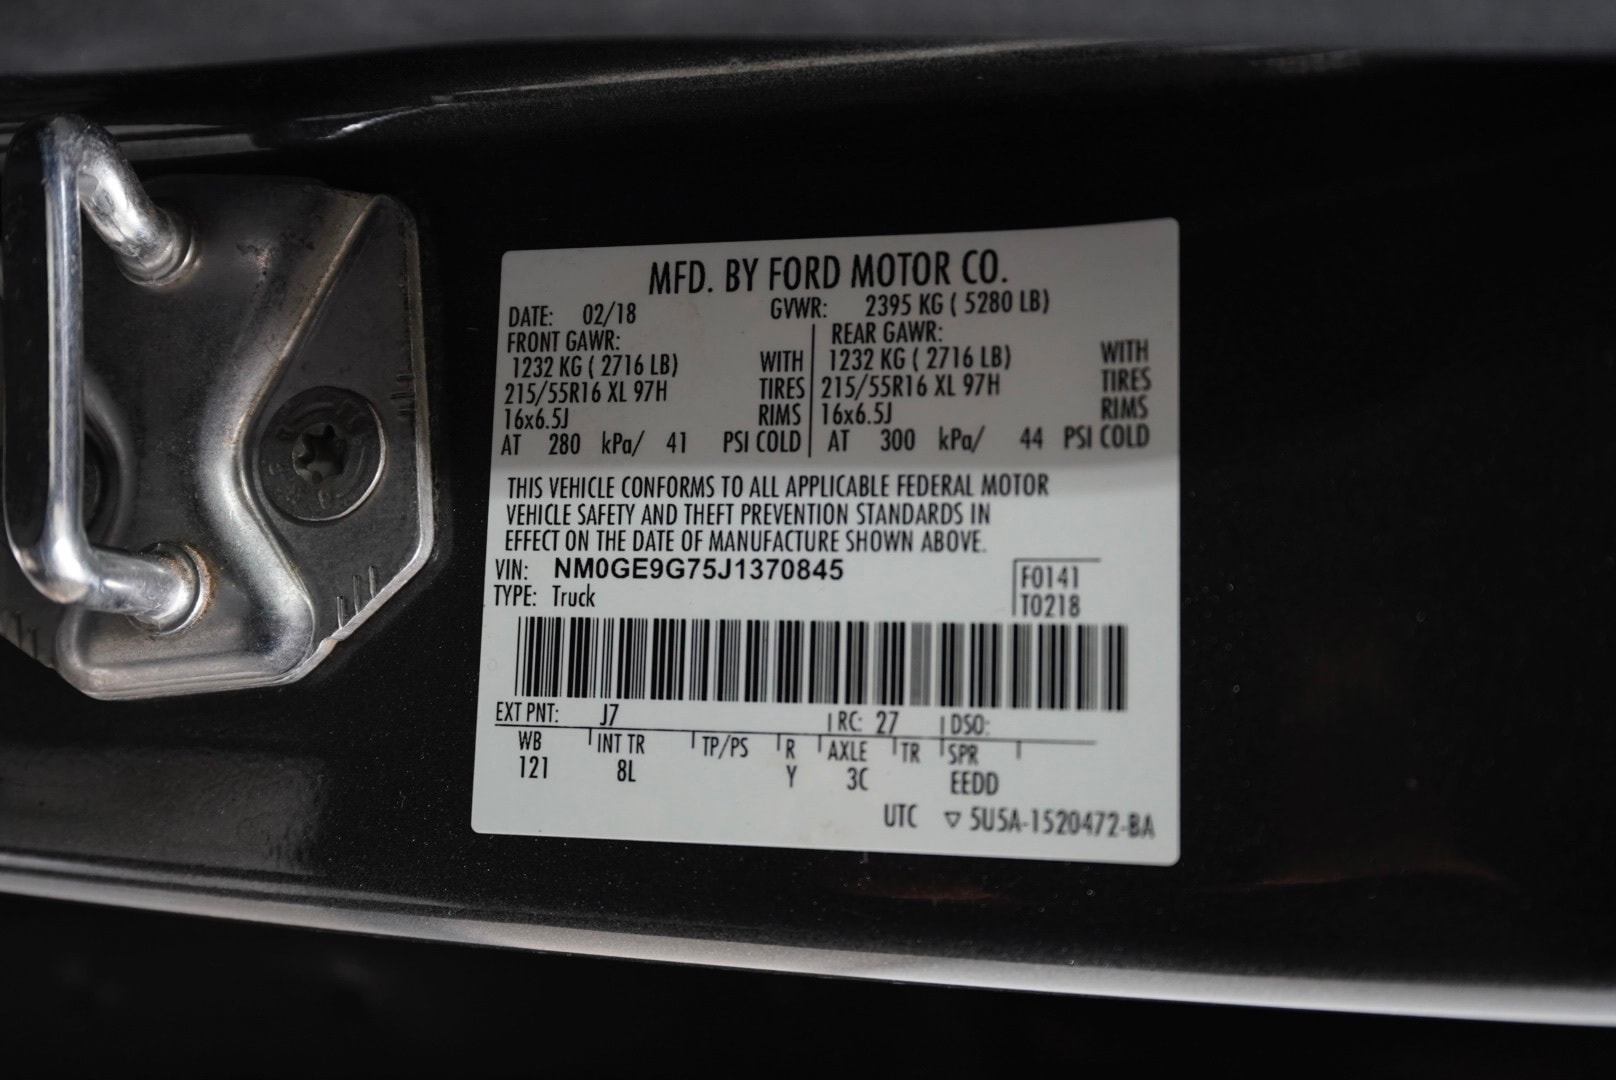 MFD. BY FORD MOTOR CO.
DATE: 02/18 GVWR: 2395 KG ( 5280 LB)
FRONT GAWR: REAR GAWR:
1232 KG ( 2716 LB) WITH 1232 KG ( 2716 LB) WITH
215/55R16 XL 97H TIRES 215/55R16 XL 97H TIRES
16x6.5J RIMS 16x6.5J RIMS
AT 280 kPa/ 41 PSI COLD AT 300 kPa/ 44 PSI COLD
THIS VEHICLE CONFORMS TO ALL APPLICABLE FEDERAL MOTOR
VEHICLE SAFETY AND THEFT PREVENTION STANDARDS IN
EFFECT ON THE DATE OF MANUFACTURE SHOWN ABOVE.
VIN: NM0GE9G75J1370845 F0141
TYPE: Truck T0218
EXT PNT: J7 RC: 27 DSO:
WB INT TR TP/PS R AXLE TR SPR
121 8L Y 3C EEDD
UTC ▽ 5U5A-1520472-BA